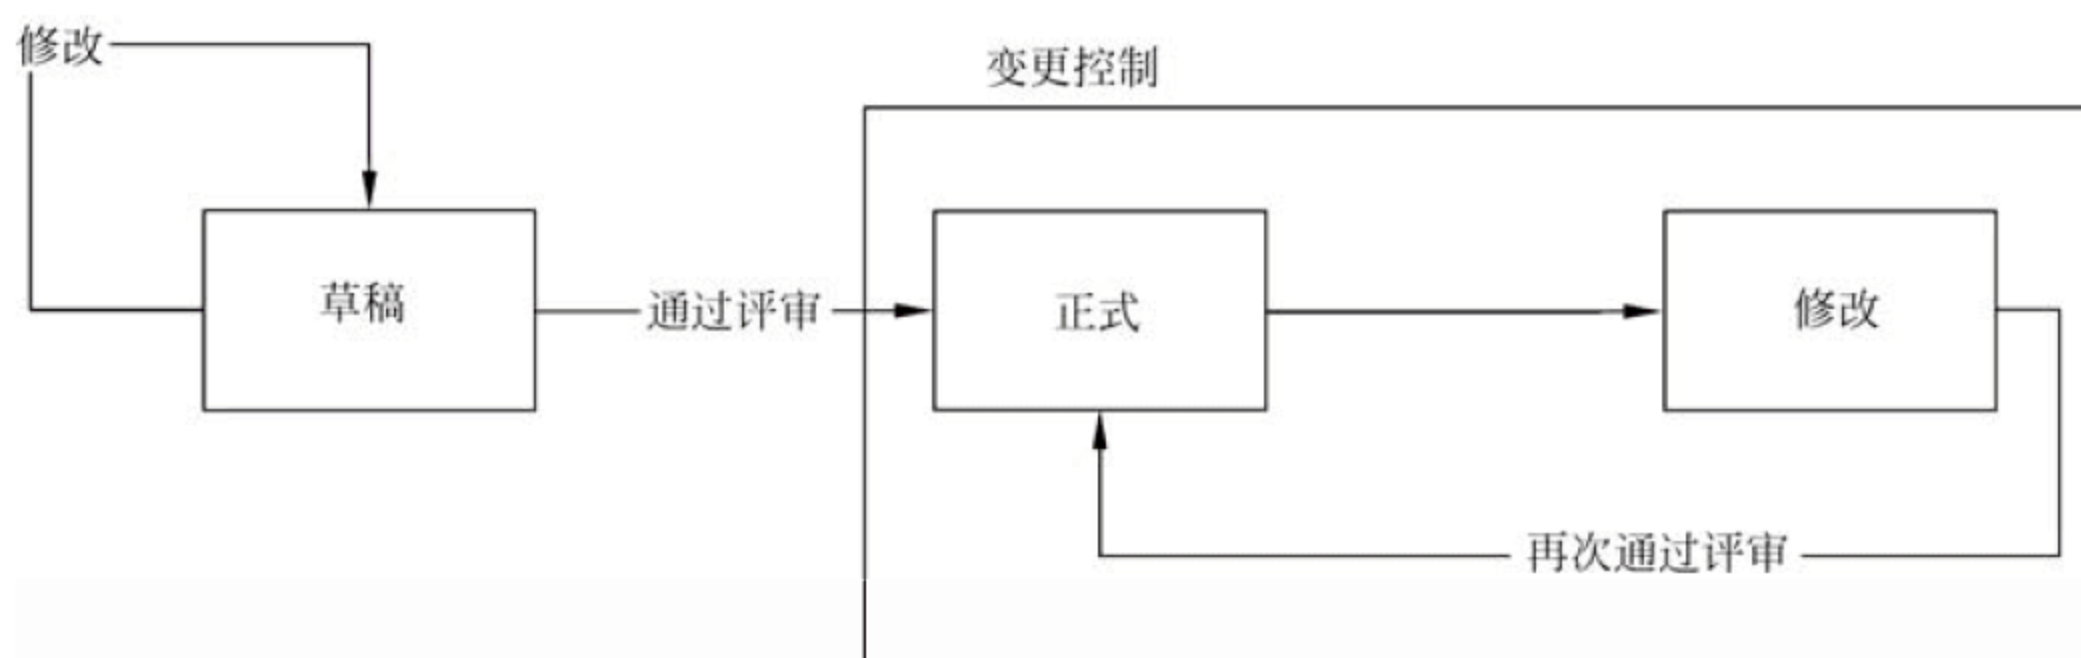 修改
变更控制
草稿
通过评审
正式
修改
再次通过评审